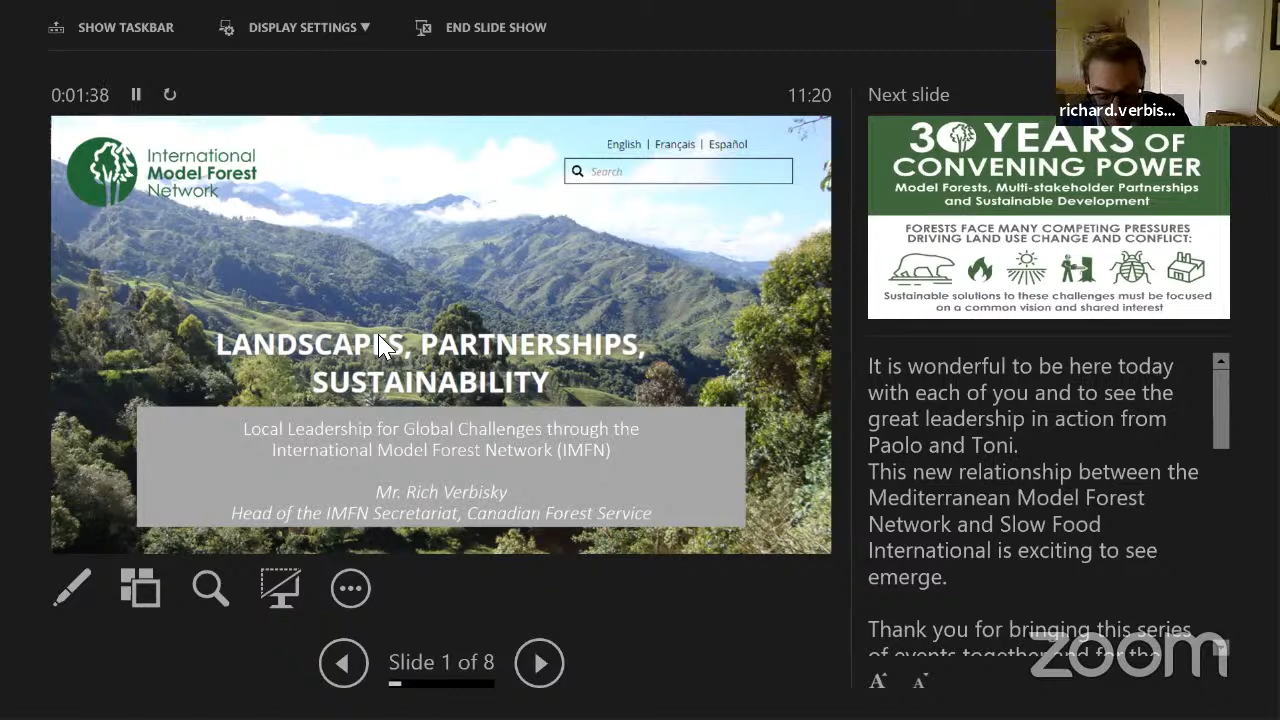 SHOW TASKBAR
DISPLAY SETTINGS ▼
END SLIDE SHOW
richard.verbis...
0:01:38
11:20
Next slide
International
Model Forest
Network
English | Français | Español
Search
LANDSCAPES, PARTNERSHIPS,
SUSTAINABILITY
Local Leadership for Global Challenges through the
International Model Forest Network (IMFN)
Mr. Rich Verbisky
Head of the IMFN Secretariat, Canadian Forest Service
30 YEARS OF
CONVENING POWER
Model Forests, Multi-stakeholder Partnerships
and Sustainable Development
FORESTS FACE MANY COMPETING PRESSURES
DRIVING LAND USE CHANGE AND CONFLICT:
Sustainable solutions to these challenges must be focused
on a common vision and shared interest
It is wonderful to be here today
with each of you and to see the
great leadership in action from
Paolo and Toni.
This new relationship between the
Mediterranean Model Forest
Network and Slow Food
International is exciting to see
emerge.
Thank you for bringing this series
of events together and for the
Slide 1 of 8
A A
zoom